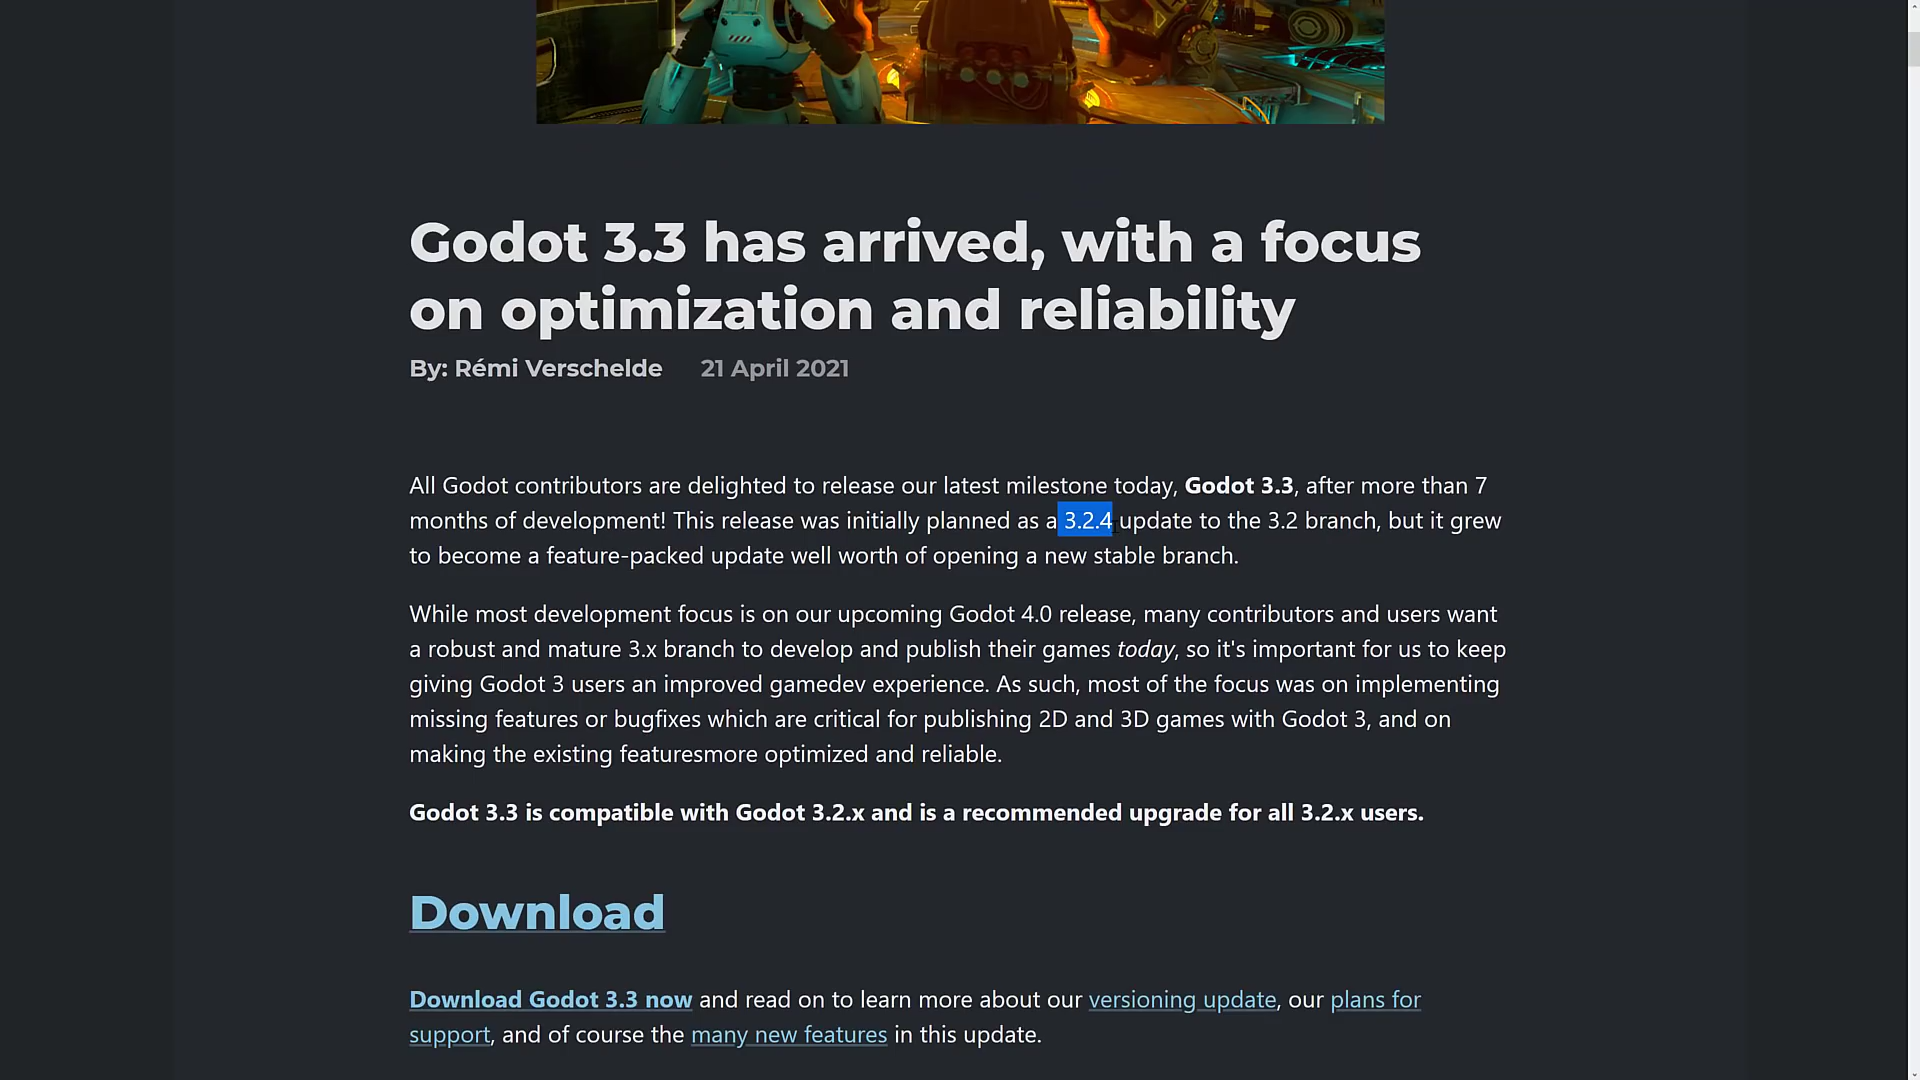 Godot 3.3 has arrived, with a focus
on optimization and reliability
By: Rémi Verschelde 21 April 2021
All Godot contributors are delighted to release our latest milestone today, Godot 3.3, after more than 7
months of development! This release was initially planned as a 3.2.4 update to the 3.2 branch, but it grew
to become a feature-packed update well worth of opening a new stable branch.
While most development focus is on our upcoming Godot 4.0 release, many contributors and users want
a robust and mature 3.x branch to develop and publish their games today, so it's important for us to keep
giving Godot 3 users an improved gamedev experience. As such, most of the focus was on implementing
missing features or bugfixes which are critical for publishing 2D and 3D games with Godot 3, and on
making the existing featuresmore optimized and reliable.
Godot 3.3 is compatible with Godot 3.2.x and is a recommended upgrade for all 3.2.x users.
Download
Download Godot 3.3 now and read on to learn more about our versioning update, our plans for
support, and of course the many new features in this update.